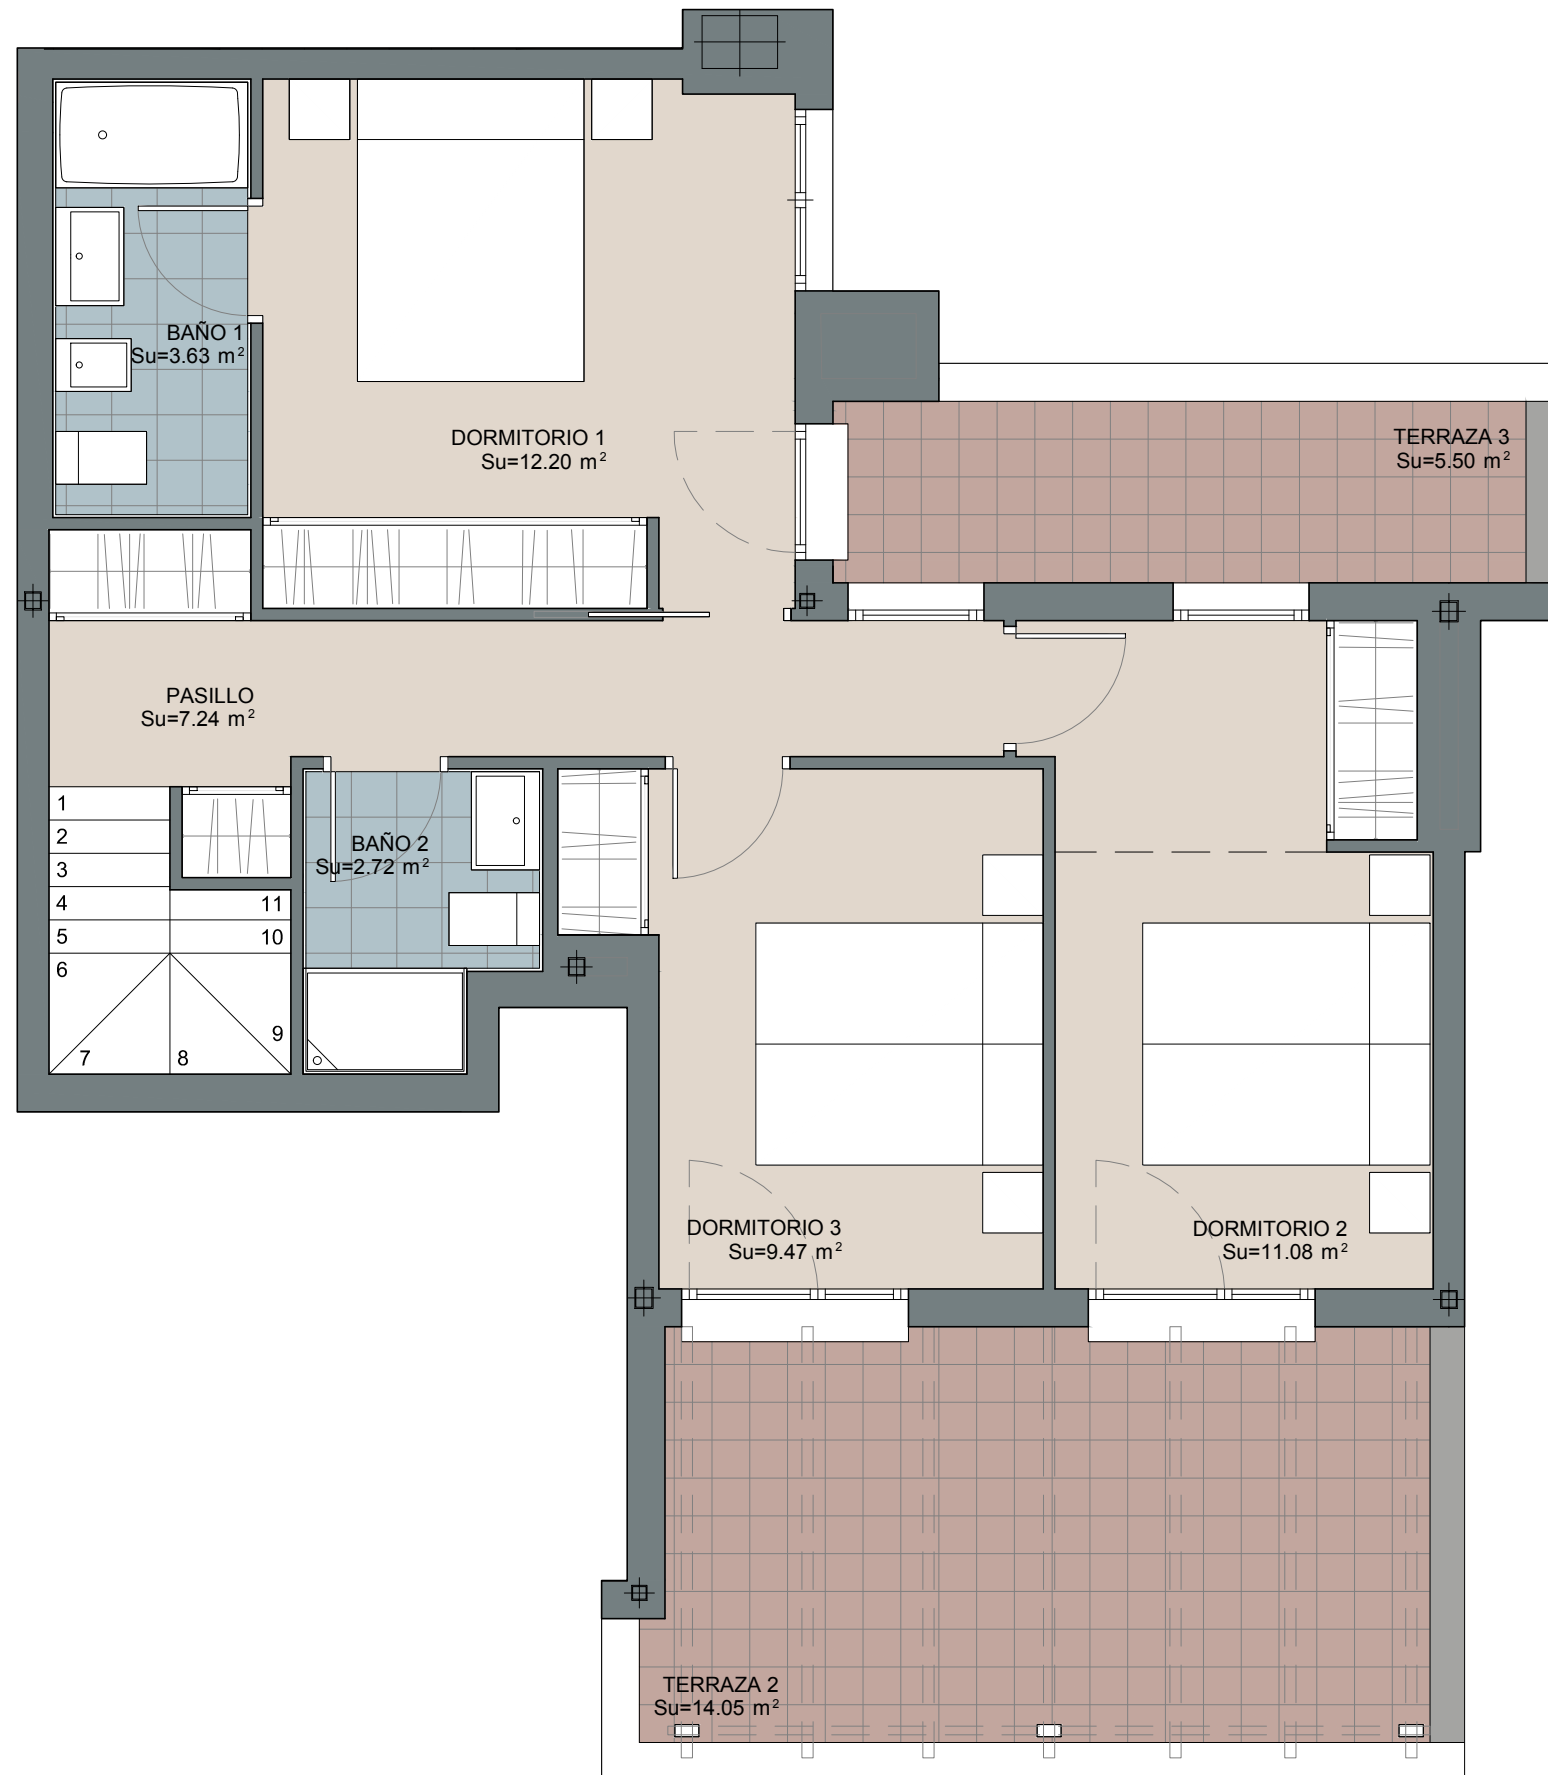 BAÑO 1
Su=3.63 m²
DORMITORIO 1
Su=12.20 m²
TERRAZA 3
Su=5.50 m²
PASILLO
Su=7.24 m²
1
2
3
4
5
6
7
8
9
10
11
BAÑO 2
Su=2.72 m²
DORMITORIO 3
Su=9.47 m²
DORMITORIO 2
Su=11.08 m²
TERRAZA 2
Su=14.05 m²